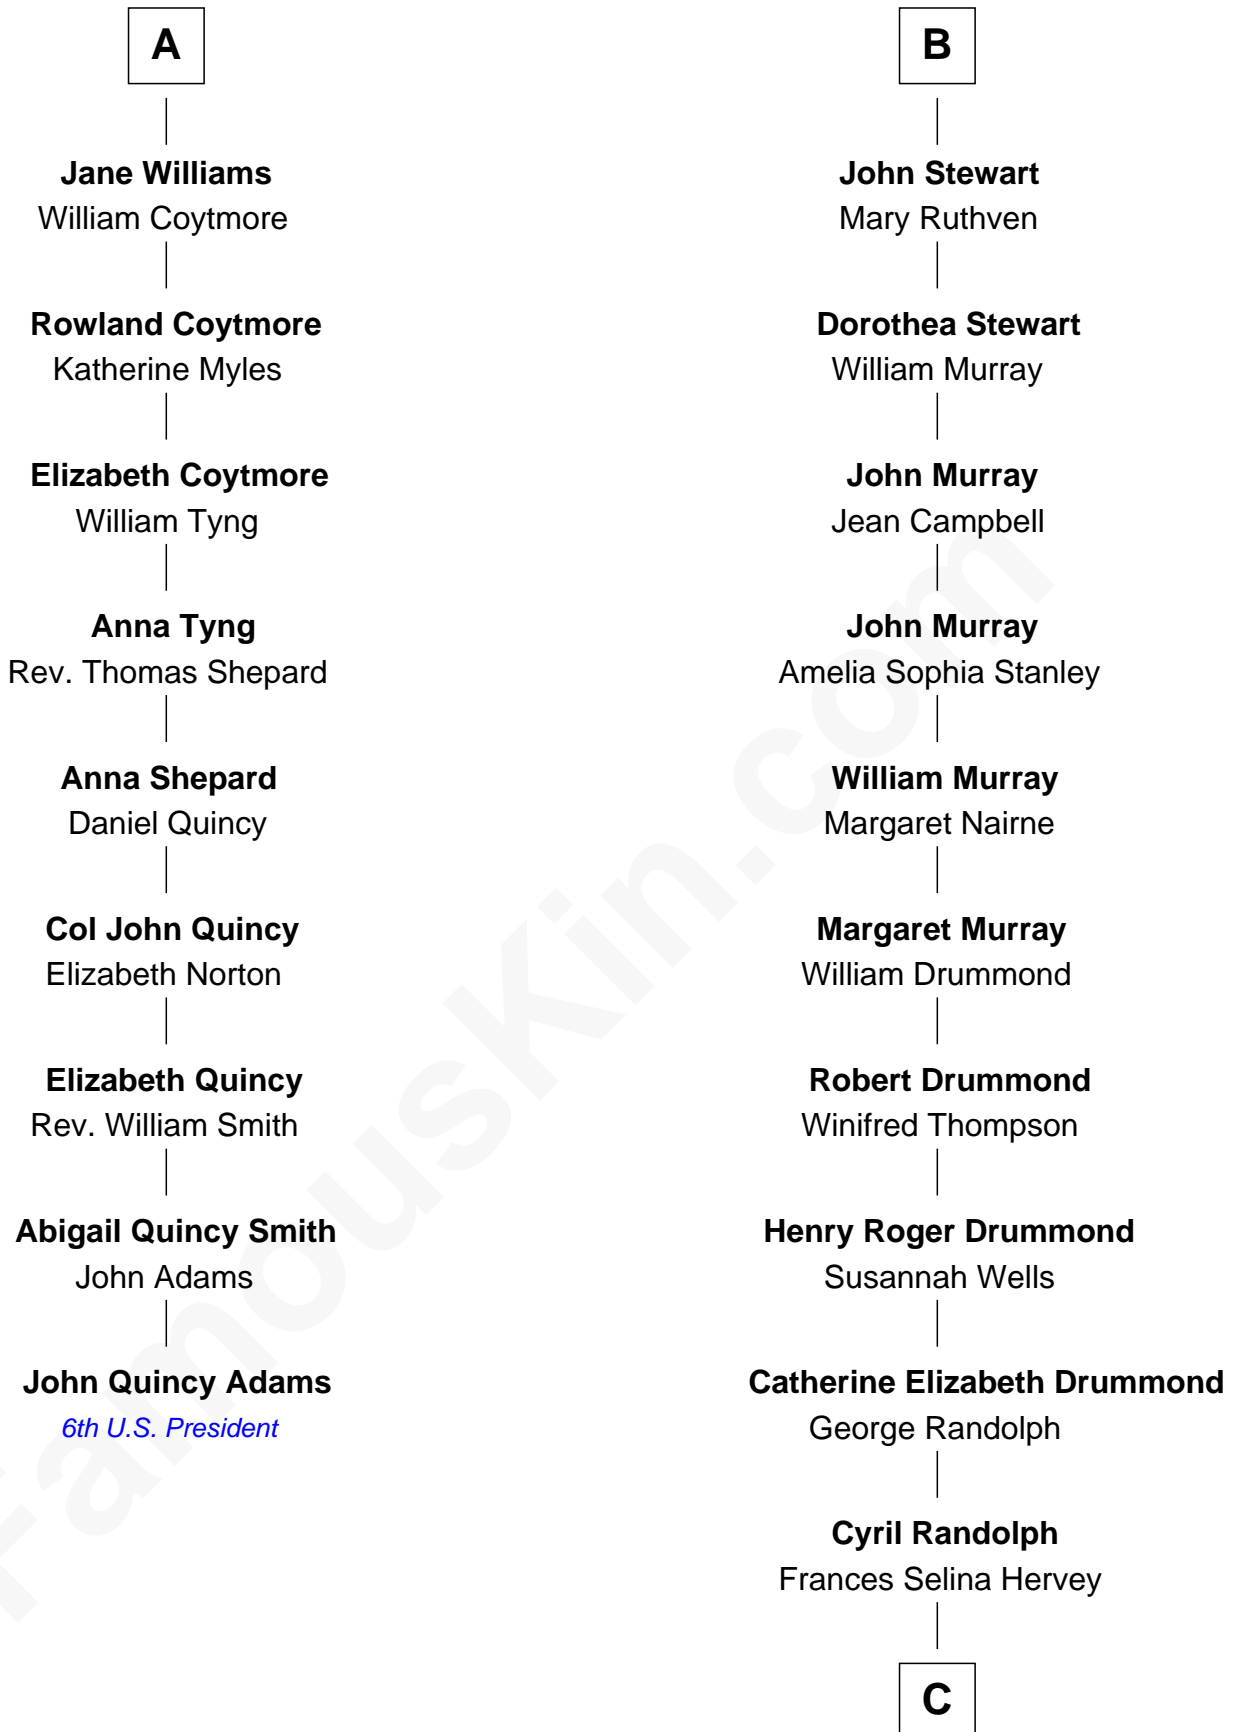 A
Jane Williams
William Coytmore
Rowland Coytmore
Katherine Myles
Elizabeth Coytmore
William Tyng
Anna Tyng
Rev. Thomas Shepard
Anna Shepard
Daniel Quincy
Col John Quincy
Elizabeth Norton
Elizabeth Quincy
Rev. William Smith
Abigail Quincy Smith
John Adams
John Quincy Adams
6th U.S. President
B
John Stewart
Mary Ruthven
Dorothea Stewart
William Murray
John Murray
Jean Campbell
John Murray
Amelia Sophia Stanley
William Murray
Margaret Nairne
Margaret Murray
William Drummond
Robert Drummond
Winifred Thompson
Henry Roger Drummond
Susannah Wells
Catherine Elizabeth Drummond
George Randolph
Cyril Randolph
Frances Selina Hervey
C
FamousKin.com